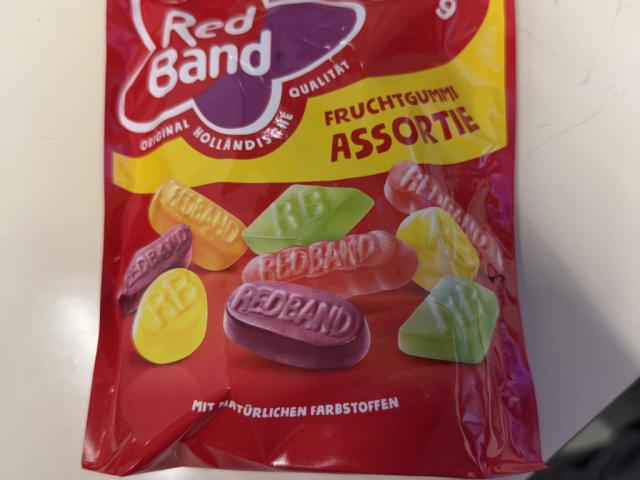 Red
Band
ORIGINAL HOLLÄNDISCHE QUALITÄT
FRUCHTGUMMI
ASSORTIE
REDBAND
RB
REDBAND
REDBAND
REDBAND
RB
RB
REDBAND
RB
MIT NATÜRLICHEN FARBSTOFFEN